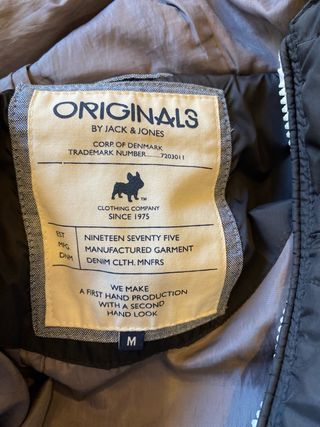 ORIGINALS
BY JACK & JONES
CORP. OF DENMARK
TRADEMARK NUMBER........7203011
TM
CLOTHING COMPANY
SINCE 1975
EST. NINETEEN SEVENTY FIVE
MFG. MANUFACTURED GARMENT
DNM DENIM CLTH. MNFRS
WE MAKE
A FIRST HAND PRODUCTION
WITH A SECOND
HAND LOOK
M